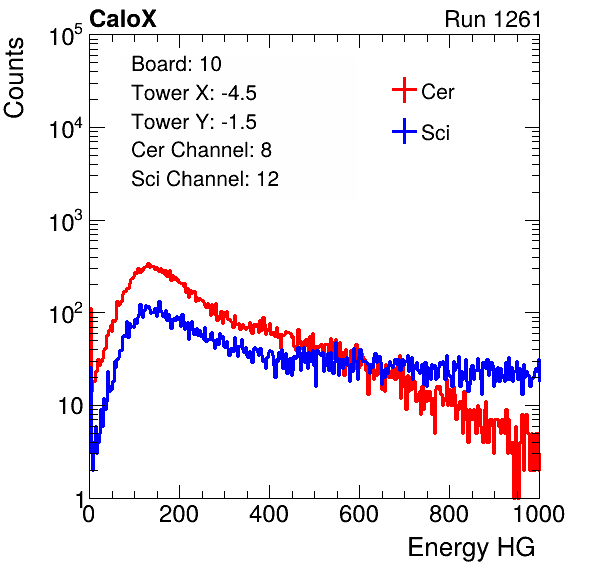 CaloX Run 1261
Counts
10^5
10^4
10^3
10^2
10
1
Board: 10
Tower X: -4.5
Tower Y: -1.5
Cer Channel: 8
Sci Channel: 12
Cer
Sci
0 200 400 600 800 1000
Energy HG